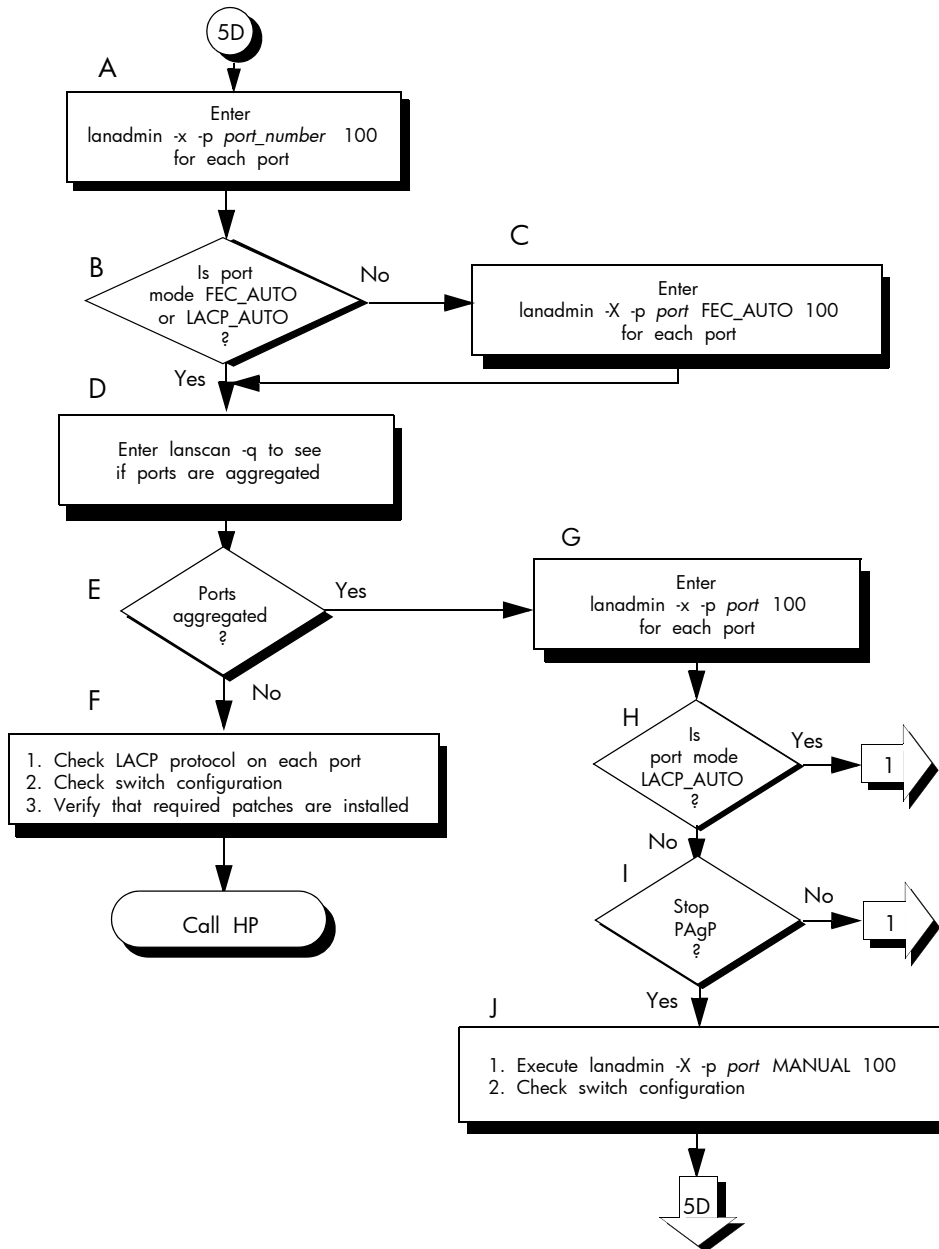 5D
A
Enter
lanadmin -x -p port_number 100
for each port
B
Is port
mode FEC_AUTO
or LACP_AUTO
?
No
C
Enter
lanadmin -X -p port FEC_AUTO 100
for each port
Yes
D
Enter lanscan -q to see
if ports are aggregated
E
Ports
aggregated
?
Yes
No
G
Enter
lanadmin -x -p port 100
for each port
F
1. Check LACP protocol on each port
2. Check switch configuration
3. Verify that required patches are installed
Call HP
H
Is
port mode
LACP_AUTO
?
Yes
1
No
I
Stop
PAgP
?
No
1
Yes
J
1. Execute lanadmin -X -p port MANUAL 100
2. Check switch configuration
5D